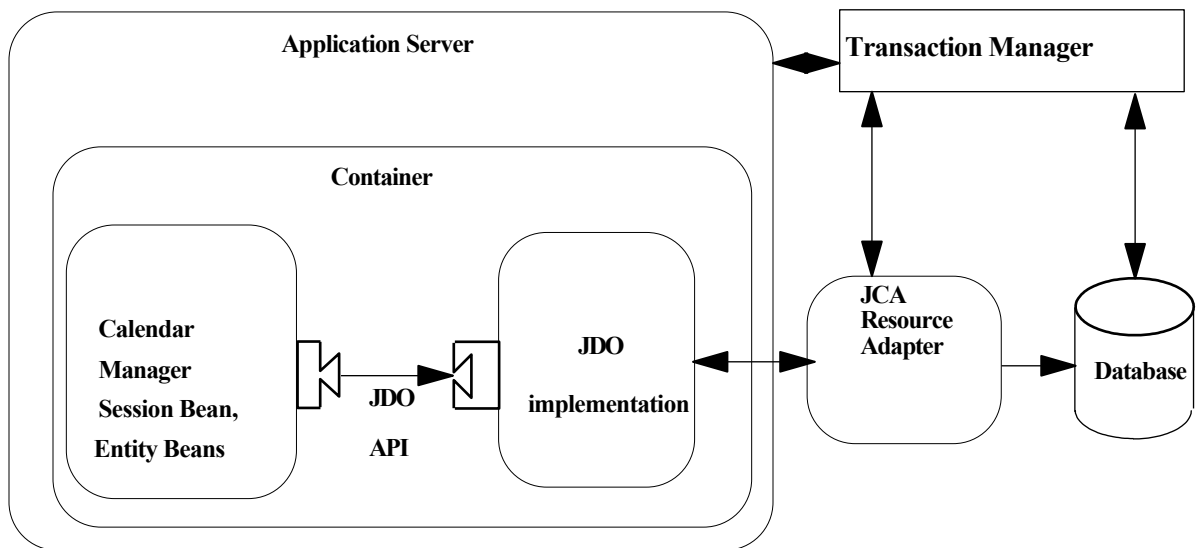 Application Server
Transaction Manager
Container
Calendar
Manager
Session Bean,
Entity Beans
JDO
API
JDO
implementation
JCA
Resource
Adapter
Database